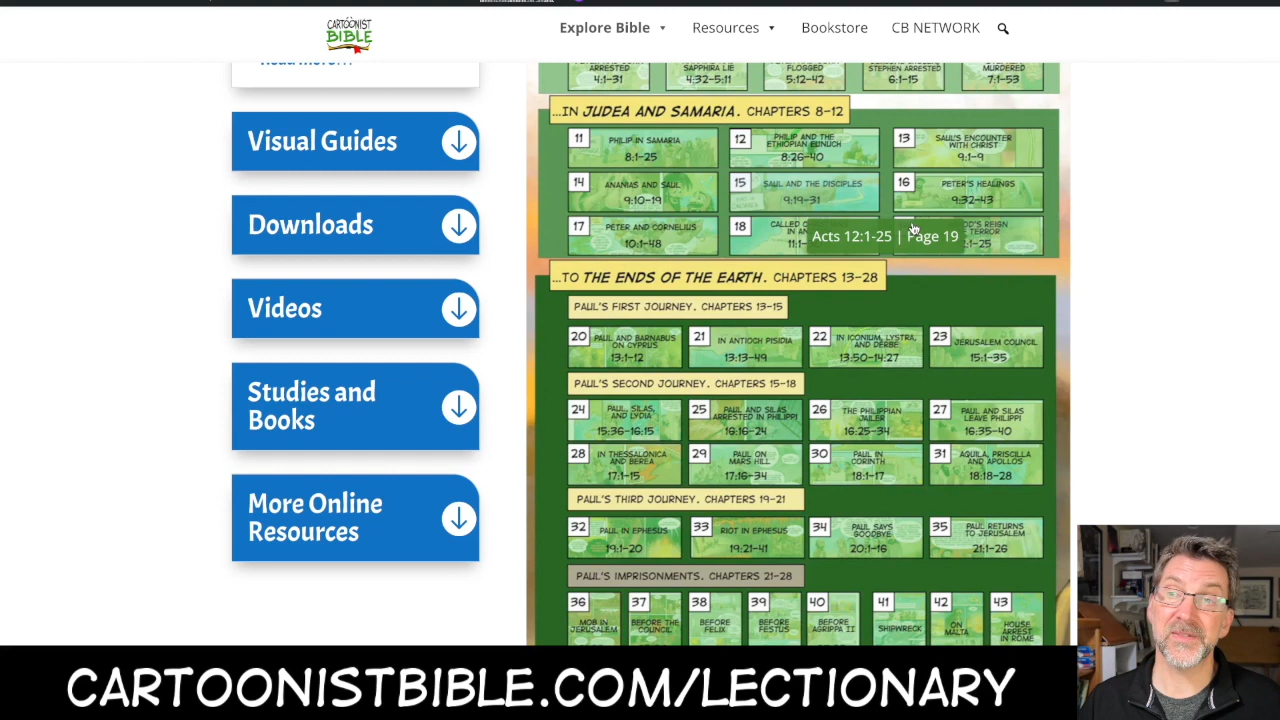 CARTOONIST
BIBLE
Explore Bible
Resources
Bookstore
CB NETWORK
Visual Guides
Downloads
Videos
Studies and
Books
More Online
Resources
ARRESTED
4:1-31
SAPPHIRA LIE
4:32-5:11
FLOGGED
5:12-42
STEPHEN ARRESTED
6:1-15
MURDERED
7:1-53
...IN JUDEA AND SAMARIA. CHAPTERS 8-12
11 PHILIP IN SAMARIA
8:1-25
12 PHILIP AND THE
ETHIOPIAN EUNUCH
8:26-40
13 SAUL'S ENCOUNTER
WITH CHRIST
9:1-9
14 ANANIAS AND SAUL
9:10-19
15 SAUL AND THE DISCIPLES
9:19-31
16 PETER'S HEALINGS
9:32-43
17 PETER AND CORNELIUS
10:1-48
18 CALLED
IN
11:1-
Acts 12:1-25 | Page 19
OD'S REIGN
TERROR
:1-25
...TO THE ENDS OF THE EARTH. CHAPTERS 13-28
PAUL'S FIRST JOURNEY. CHAPTERS 13-15
20 PAUL AND BARNABUS
ON CYPRUS
13:1-12
21 IN ANTIOCH PISIDIA
13:13-49
22 IN ICONIUM, LYSTRA,
AND DERBE
13:50-14:27
23 JERUSALEM COUNCIL
15:1-35
PAUL'S SECOND JOURNEY. CHAPTERS 15-18
24 PAUL, SILAS,
AND LYDIA
15:36-16:15
25 PAUL AND SILAS
ARRESTED IN PHILIPPI
16:16-24
26 THE PHILIPPIAN
JAILER
16:25-34
27 PAUL AND SILAS
LEAVE PHILIPPI
16:35-40
28 IN THESSALONICA
AND BEREA
17:1-15
29 PAUL ON
MARS HILL
17:16-34
30 PAUL IN
CORINTH
18:1-17
31 AQUILA, PRISCILLA
AND APOLLOS
18:18-28
PAUL'S THIRD JOURNEY. CHAPTERS 19-21
32 PAUL IN EPHESUS
19:1-20
33 RIOT IN EPHESUS
19:21-41
34 PAUL SAYS
GOODBYE
20:1-16
35 PAUL RETURNS
TO JERUSALEM
21:1-26
PAUL'S IMPRISONMENTS. CHAPTERS 21-28
36 MOB IN
JERUSALEM
37 BEFORE THE
COUNCIL
38 BEFORE
FELIX
39 BEFORE
FESTUS
40 BEFORE
AGRIPPA II
41 SHIPWRECK
42 ON
MALTA
43 HOUSE
ARREST
IN ROME
CARTOONISTBIBLE.COM/LECTIONARY